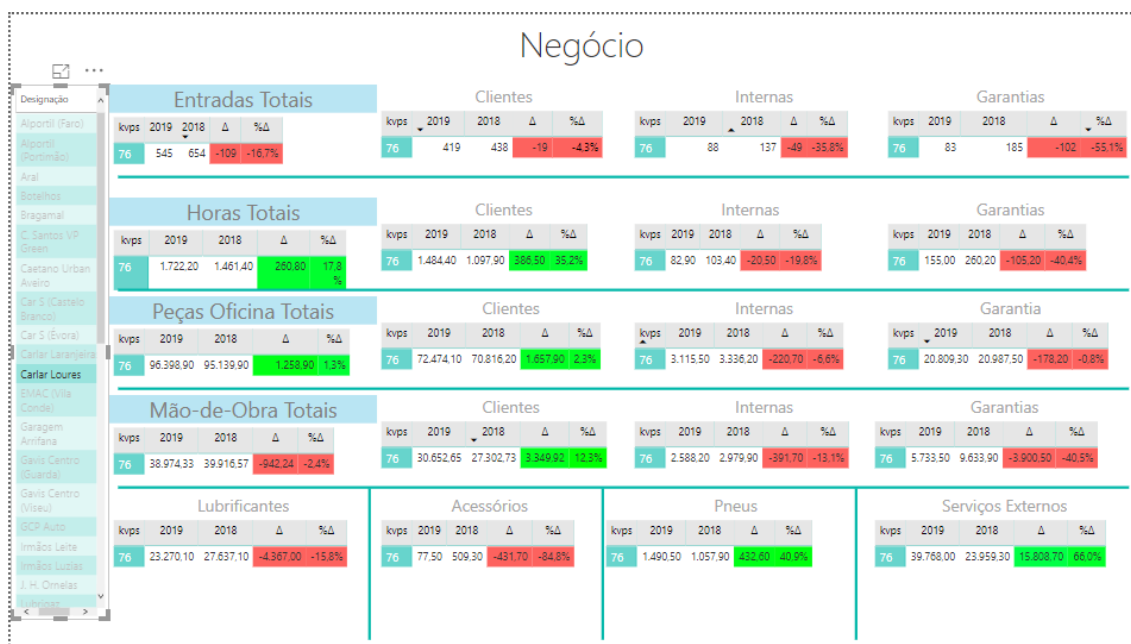 Negócio
Designação
Alportil (Faro)
Alportil
(Portimão)
Aral
Botelhos
Bragamal
C. Santos VP
Green
Caetano Urban
Aveiro
Car S (Castelo
Branco)
Car S (Évora)
Carlar Laranjeira
Carlar Loures
EMAC (Vila
Conde)
Garagem
Arrifana
Gavis Centro
(Guarda)
Gavis Centro
(Viseu)
GCP Auto
Irmãos Leite
Irmãos Luzias
J. H. Ornelas
Lubrigaz
Entradas Totais
kvps 2019 2018 Δ %Δ
76 545 654 -109 -16,7%
Clientes
kvps 2019 2018 Δ %Δ
76 419 438 -19 -4,3%
Internas
kvps 2019 2018 Δ %Δ
76 88 137 -49 -35,8%
Garantias
kvps 2019 2018 Δ %Δ
76 83 185 -102 -55,1%
Horas Totais
kvps 2019 2018 Δ %Δ
76 1.722,20 1.461,40 260,80 17,8
%
Clientes
kvps 2019 2018 Δ %Δ
76 1.484,40 1.097,90 386,50 35,2%
Internas
kvps 2019 2018 Δ %Δ
76 82,90 103,40 -20,50 -19,8%
Garantias
kvps 2019 2018 Δ %Δ
76 155,00 260,20 -105,20 -40,4%
Peças Oficina Totais
kvps 2019 2018 Δ %Δ
76 96.398,90 95.139,90 1.258,90 1,3%
Clientes
kvps 2019 2018 Δ %Δ
76 72.474,10 70.816,20 1.657,90 2,3%
Internas
kvps 2019 2018 Δ %Δ
76 3.115,50 3.336,20 -220,70 -6,6%
Garantia
kvps 2019 2018 Δ %Δ
76 20.809,30 20.987,50 -178,20 -0,8%
Mão-de-Obra Totais
kvps 2019 2018 Δ %Δ
76 38.974,33 39.916,57 -942,24 -2,4%
Clientes
kvps 2019 2018 Δ %Δ
76 30.652,65 27.302,73 3.349,92 12,3%
Internas
kvps 2019 2018 Δ %Δ
76 2.588,20 2.979,90 -391,70 -13,1%
Garantias
kvps 2019 2018 Δ %Δ
76 5.733,50 9.633,90 -3.900,50 -40,5%
Lubrificantes
kvps 2019 2018 Δ %Δ
76 23.270,10 27.637,10 -4.367,00 -15,8%
Acessórios
kvps 2019 2018 Δ %Δ
76 77,50 509,30 -431,70 -84,8%
Pneus
kvps 2019 2018 Δ %Δ
76 1.490,50 1.057,90 432,60 40,9%
Serviços Externos
kvps 2019 2018 Δ %Δ
76 39.768,00 23.959,30 15.808,70 66,0%